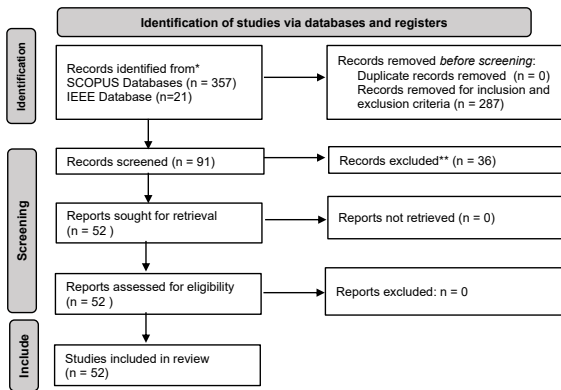 Identification of studies via databases and registers
Identification
Records identified from*
SCOPUS Databases (n = 357)
IEEE Database (n=21)
Records removed before screening:
Duplicate records removed (n = 0)
Records removed for inclusion and
exclusion criteria (n = 287)
Screening
Records screened (n = 91)
Records excluded** (n = 36)
Reports sought for retrieval
(n = 52 )
Reports not retrieved (n = 0)
Reports assessed for eligibility
(n = 52 )
Reports excluded: n = 0
Include
Studies included in review
(n = 52)